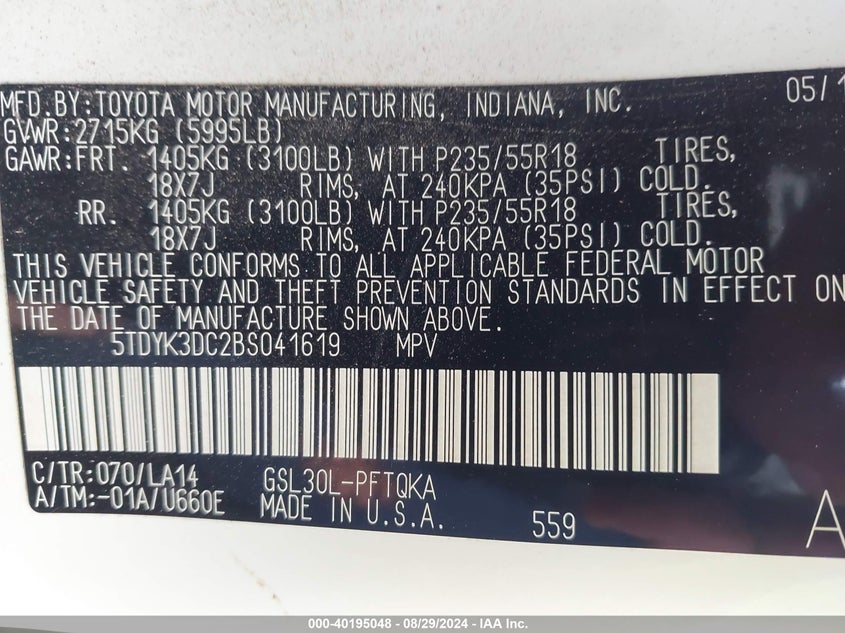 MFD. BY: TOYOTA MOTOR MANUFACTURING, INDIANA, INC. 05/1
GVWR: 2715KG (5995LB)
GAWR: FRT. 1405KG (3100LB) WITH P235/55R18 TIRES,
18X7J RIMS, AT 240KPA (35PSI) COLD.
RR. 1405KG (3100LB) WITH P235/55R18 TIRES,
18X7J RIMS, AT 240KPA (35PSI) COLD.
THIS VEHICLE CONFORMS TO ALL APPLICABLE FEDERAL MOTOR
VEHICLE SAFETY AND THEFT PREVENTION STANDARDS IN EFFECT ON
THE DATE OF MANUFACTURE SHOWN ABOVE.
5TDYK3DC2BS041619 MPV
C/TR: 070/LA14 GSL30L-PFTQKA
A/TM: -01A/U660E MADE IN U.S.A. 559 A
000-40195048 - 08/29/2024 - IAA Inc.